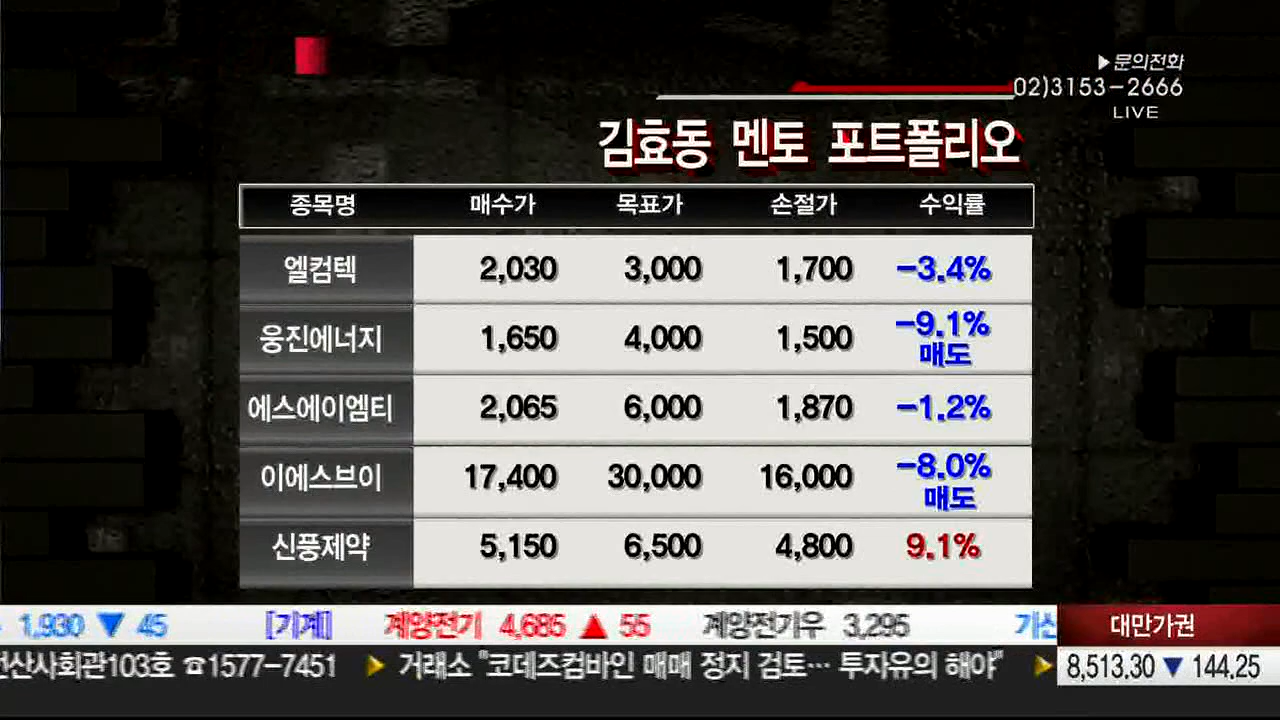 ▶문의전화
02)3153-2666
LIVE
김효동 멘토 포트폴리오
종목명 매수가 목표가 손절가 수익률
엘컴텍 2,030 3,000 1,700 -3.4%
웅진에너지 1,650 4,000 1,500 -9.1% 매도
에스에이엠티 2,065 6,000 1,870 -1.2%
이에스브이 17,400 30,000 16,000 -8.0% 매도
신풍제약 5,150 6,500 4,800 9.1%
1,930 ▼ 45 [기계] 계양전기 4,685 ▲ 55 계양전기우 3,295 기산 대만가권
선산사회관103호 ☎1577-7451 ▶ 거래소 "코데즈컴바인 매매 정지 검토… 투자유의 해야" ▶ 8,513.30 ▼ 144.25